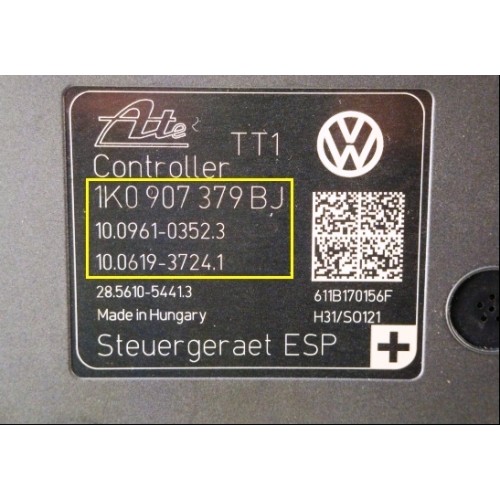 Ate
TT1
Controller
1K0 907 379 BJ
10.0961-0352.3
10.0619-3724.1
28.5610-5441.3
611B170156F
Made in Hungary
H31/S0121
Steuergeraet ESP